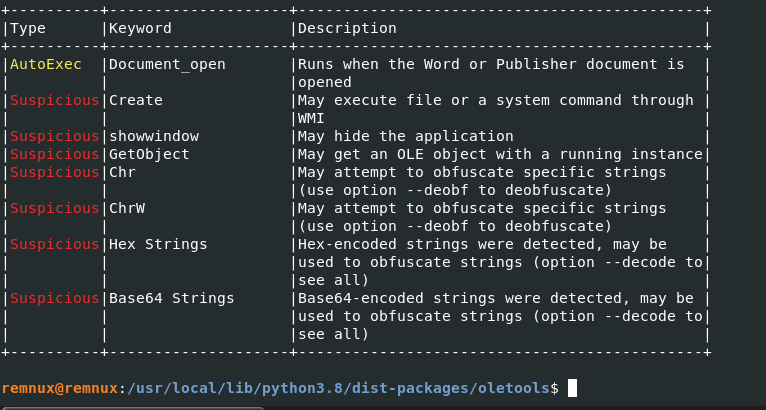 +----------+--------------------+---------------------------------------------+
|Type      |Keyword             |Description                                  |
+----------+--------------------+---------------------------------------------+
|AutoExec  |Document_open       |Runs when the Word or Publisher document is  |
|          |                    |opened                                       |
|Suspicious|Create              |May execute file or a system command through |
|          |                    |WMI                                          |
|Suspicious|showwindow          |May hide the application                     |
|Suspicious|GetObject           |May get an OLE object with a running instance|
|Suspicious|Chr                 |May attempt to obfuscate specific strings    |
|          |                    |(use option --deobf to deobfuscate)          |
|Suspicious|ChrW                |May attempt to obfuscate specific strings    |
|          |                    |(use option --deobf to deobfuscate)          |
|Suspicious|Hex Strings         |Hex-encoded strings were detected, may be    |
|          |                    |used to obfuscate strings (option --decode to|
|          |                    |see all)                                     |
|Suspicious|Base64 Strings      |Base64-encoded strings were detected, may be |
|          |                    |used to obfuscate strings (option --decode to|
|          |                    |see all)                                     |
+----------+--------------------+---------------------------------------------+
remnux@remnux:/usr/local/lib/python3.8/dist-packages/oletools$